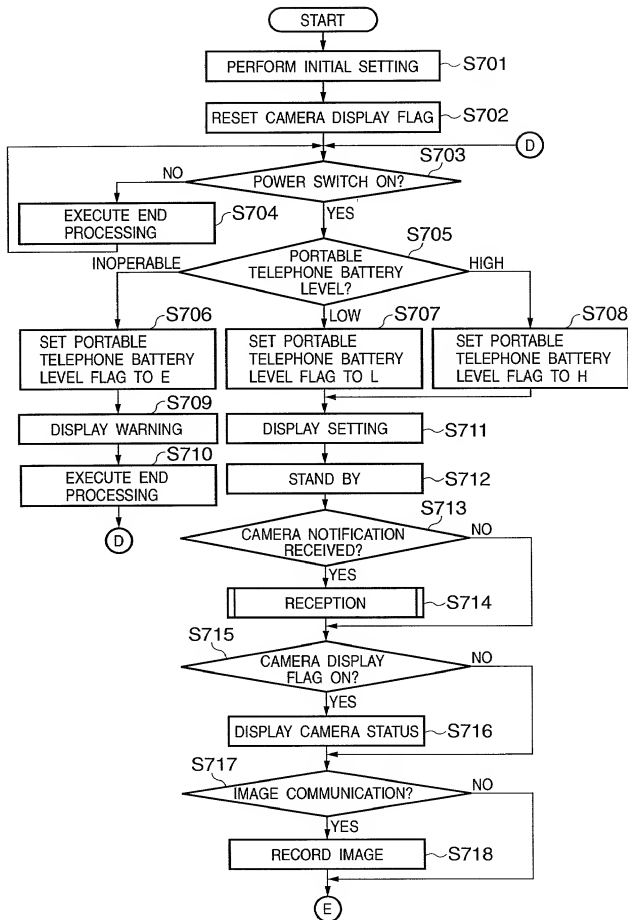 START
PERFORM INITIAL SETTING
S701
RESET CAMERA DISPLAY FLAG
S702
D
S703
POWER SWITCH ON?
NO
YES
EXECUTE END
PROCESSING
S704
S705
PORTABLE
TELEPHONE BATTERY
LEVEL?
INOPERABLE
HIGH
LOW
S706
SET PORTABLE
TELEPHONE BATTERY
LEVEL FLAG TO E
S707
SET PORTABLE
TELEPHONE BATTERY
LEVEL FLAG TO L
S708
SET PORTABLE
TELEPHONE BATTERY
LEVEL FLAG TO H
S709
DISPLAY WARNING
S710
EXECUTE END
PROCESSING
D
DISPLAY SETTING
S711
STAND BY
S712
S713
CAMERA NOTIFICATION
RECEIVED?
NO
YES
RECEPTION
S714
S715
CAMERA DISPLAY
FLAG ON?
NO
YES
DISPLAY CAMERA STATUS
S716
S717
IMAGE COMMUNICATION?
NO
YES
RECORD IMAGE
S718
E